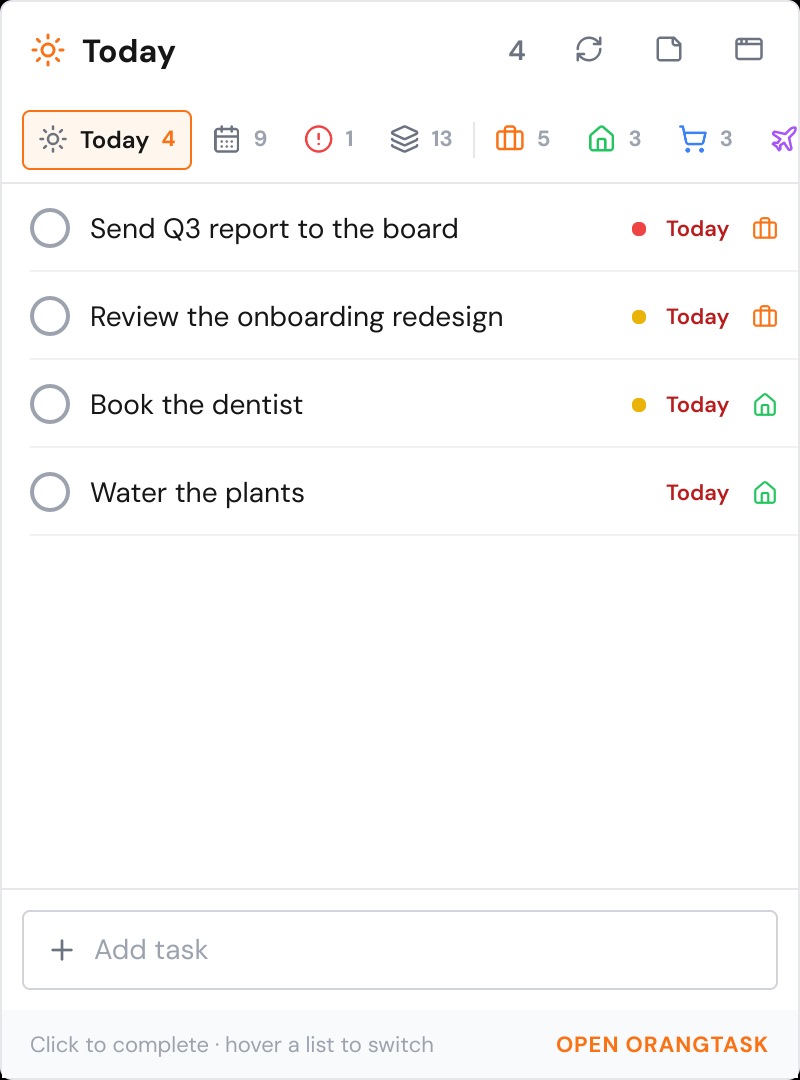 Today 4
Today 4 9 1 13 5 3 3
Send Q3 report to the board Today
Review the onboarding redesign Today
Book the dentist Today
Water the plants Today
Add task
Click to complete · hover a list to switch OPEN ORANGTASK